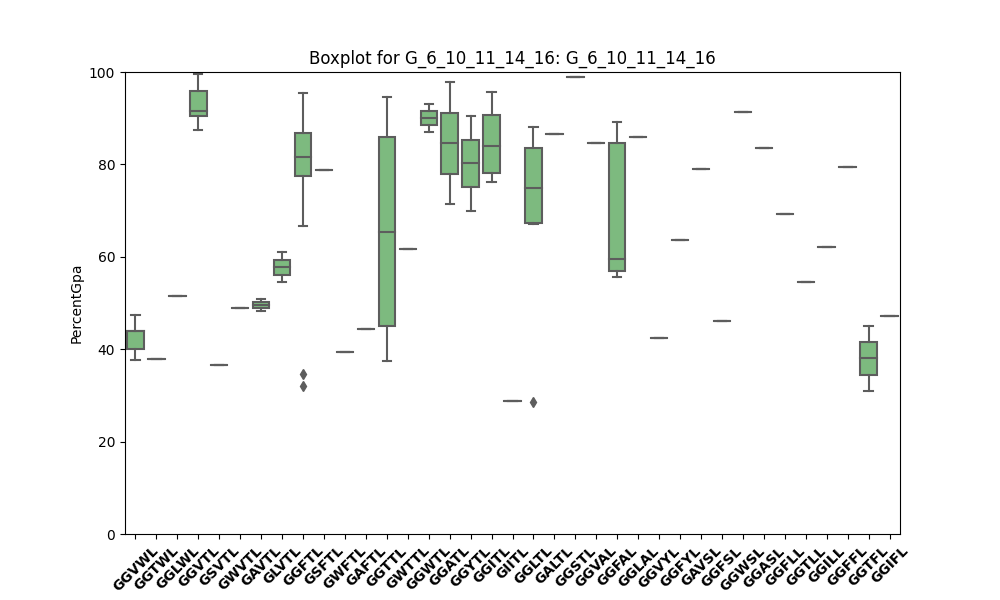 Boxplot for G_6_10_11_14_16: G_6_10_11_14_16
PercentGpa
100
80
60
40
20
0
GGVWL
GGTWL
GGLWL
GGVTL
GSVTL
GWVTL
GAVTL
GLVTL
GGFTL
GSFTL
GWFTL
GAFTL
GGTTL
GWTTL
GGWTL
GGATL
GGYTL
GGITL
GIITL
GGLTL
GALTL
GGSTL
GGVAL
GGFAL
GGLAL
GGVYL
GGFYL
GAVSL
GGFSL
GGWSL
GGASL
GGFLL
GGTLL
GGILL
GGFFL
GGTFL
GGIFL